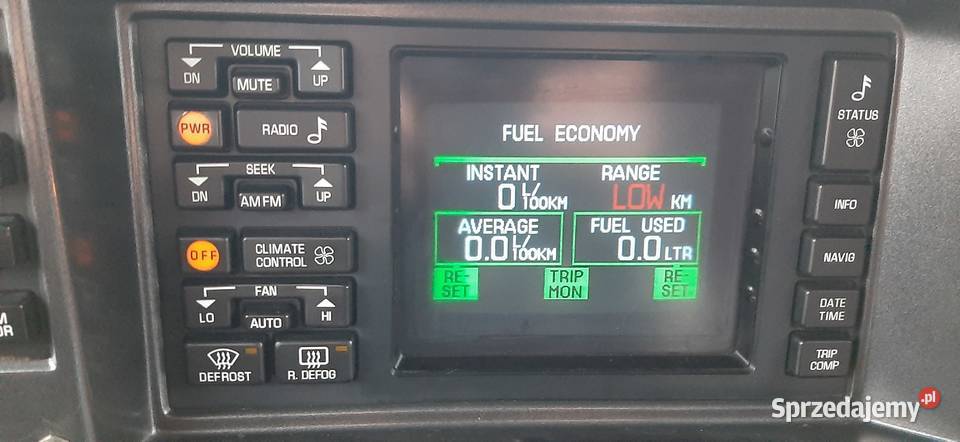 VOLUME
DN
MUTE
UP
PWR
RADIO
SEEK
DN
AM FM
UP
OFF
CLIMATE
CONTROL
FAN
LO
AUTO
HI
DEFROST
R. DEFOG
FUEL ECONOMY
INSTANT
RANGE
0 L/100KM
LOW KM
AVERAGE
FUEL USED
0.0 L/100KM
0.0 LTR
RE-
SET
TRIP
MON
RE-
SET
STATUS
INFO
NAVIG
DATE
TIME
TRIP
COMP
Sprzedajemy.pl